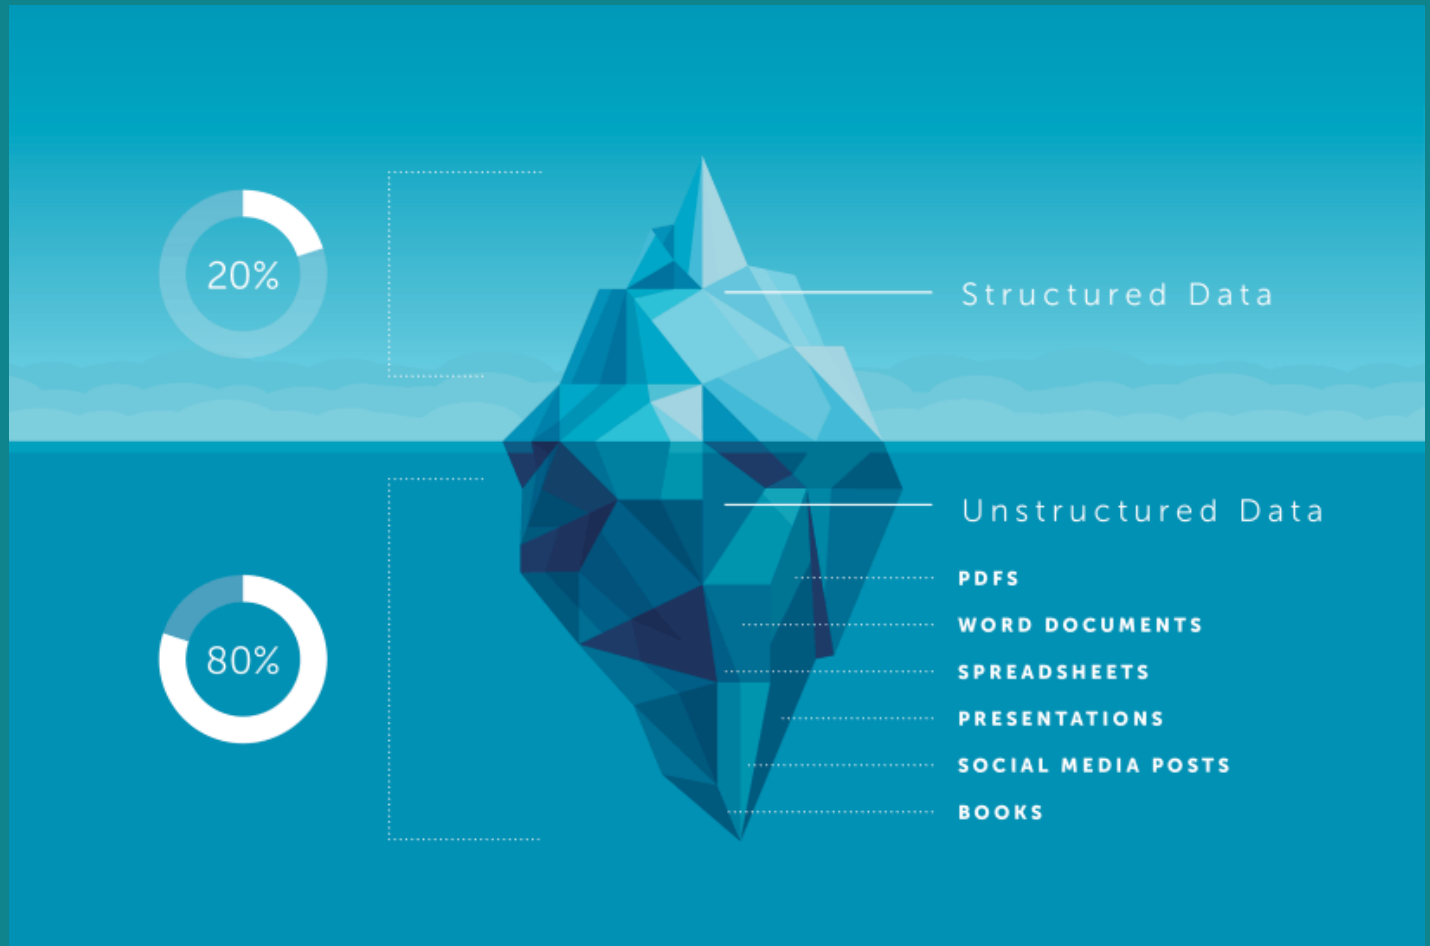 20%
Structured Data
Unstructured Data
PDFS
WORD DOCUMENTS
80%
SPREADSHEETS
PRESENTATIONS
SOCIAL MEDIA POSTS
BOOKS